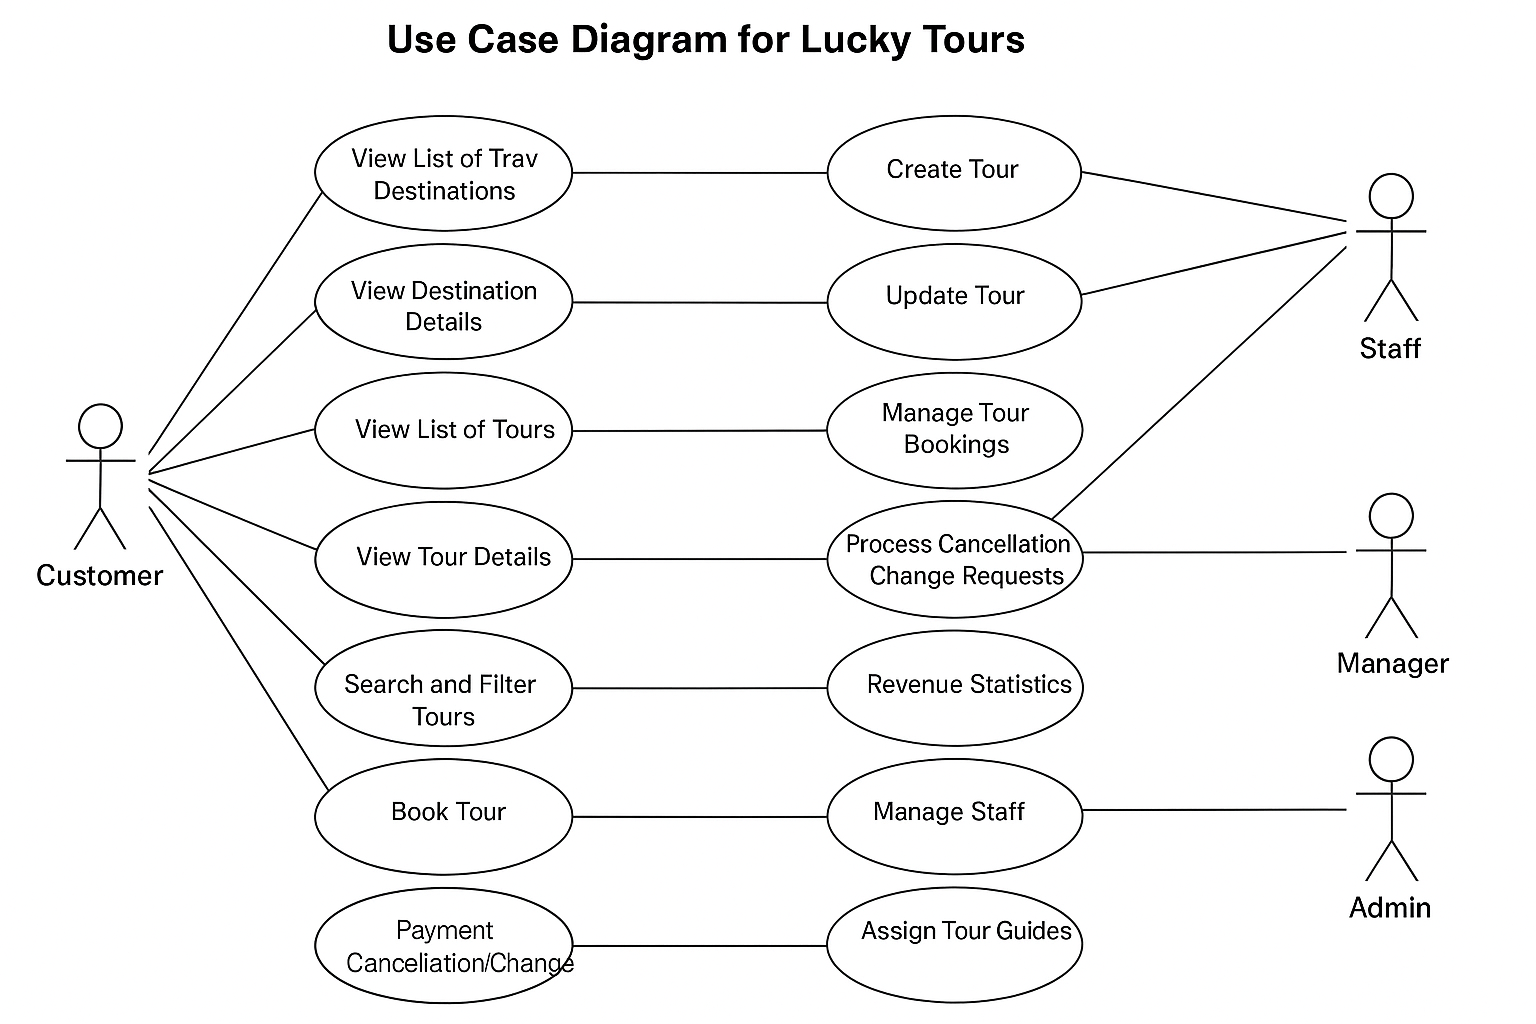 Use Case Diagram for Lucky Tours
View List of Trav
Destinations
Create Tour
View Destination
Details
Update Tour
Staff
View List of Tours
Manage Tour
Bookings
Customer
View Tour Details
Process Cancellation
Change Requests
Manager
Search and Filter
Tours
Revenue Statistics
Book Tour
Manage Staff
Admin
Payment
Canceliation/Change
Assign Tour Guides